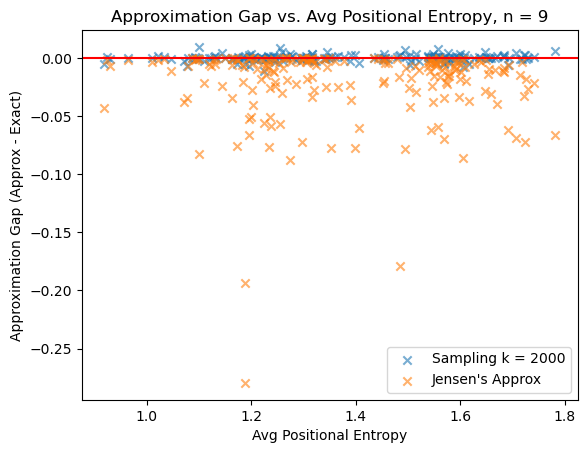 Approximation Gap vs. Avg Positional Entropy, n = 9
Approximation Gap (Approx - Exact)
0.00
−0.05
−0.10
−0.15
−0.20
−0.25
Sampling k = 2000
Jensen's Approx
1.0 1.2 1.4 1.6 1.8
Avg Positional Entropy